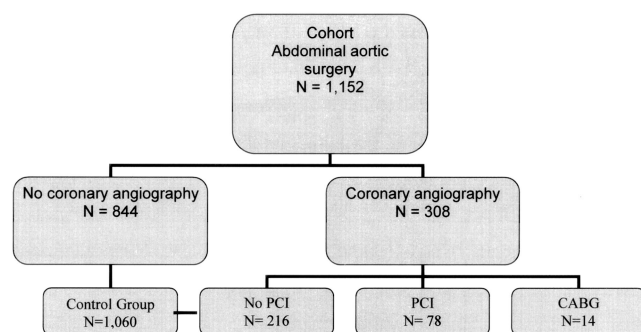 Cohort
Abdominal aortic
surgery
N = 1,152
No coronary angiography
N = 844
Coronary angiography
N = 308
Control Group
N=1,060
No PCI
N = 216
PCI
N = 78
CABG
N=14